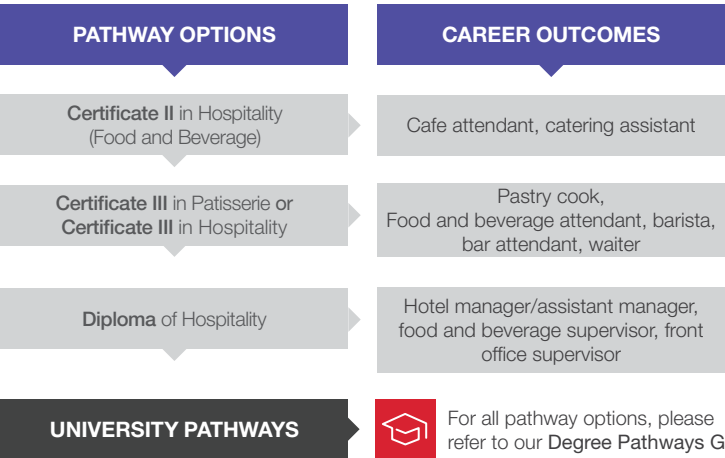 PATHWAY OPTIONS
CAREER OUTCOMES
Certificate II in Hospitality
(Food and Beverage)
Cafe attendant, catering assistant
Certificate III in Patisserie or
Certificate III in Hospitality
Pastry cook,
Food and beverage attendant, barista,
bar attendant, waiter
Diploma of Hospitality
Hotel manager/assistant manager,
food and beverage supervisor, front
office supervisor
UNIVERSITY PATHWAYS
For all pathway options, please
refer to our Degree Pathways G